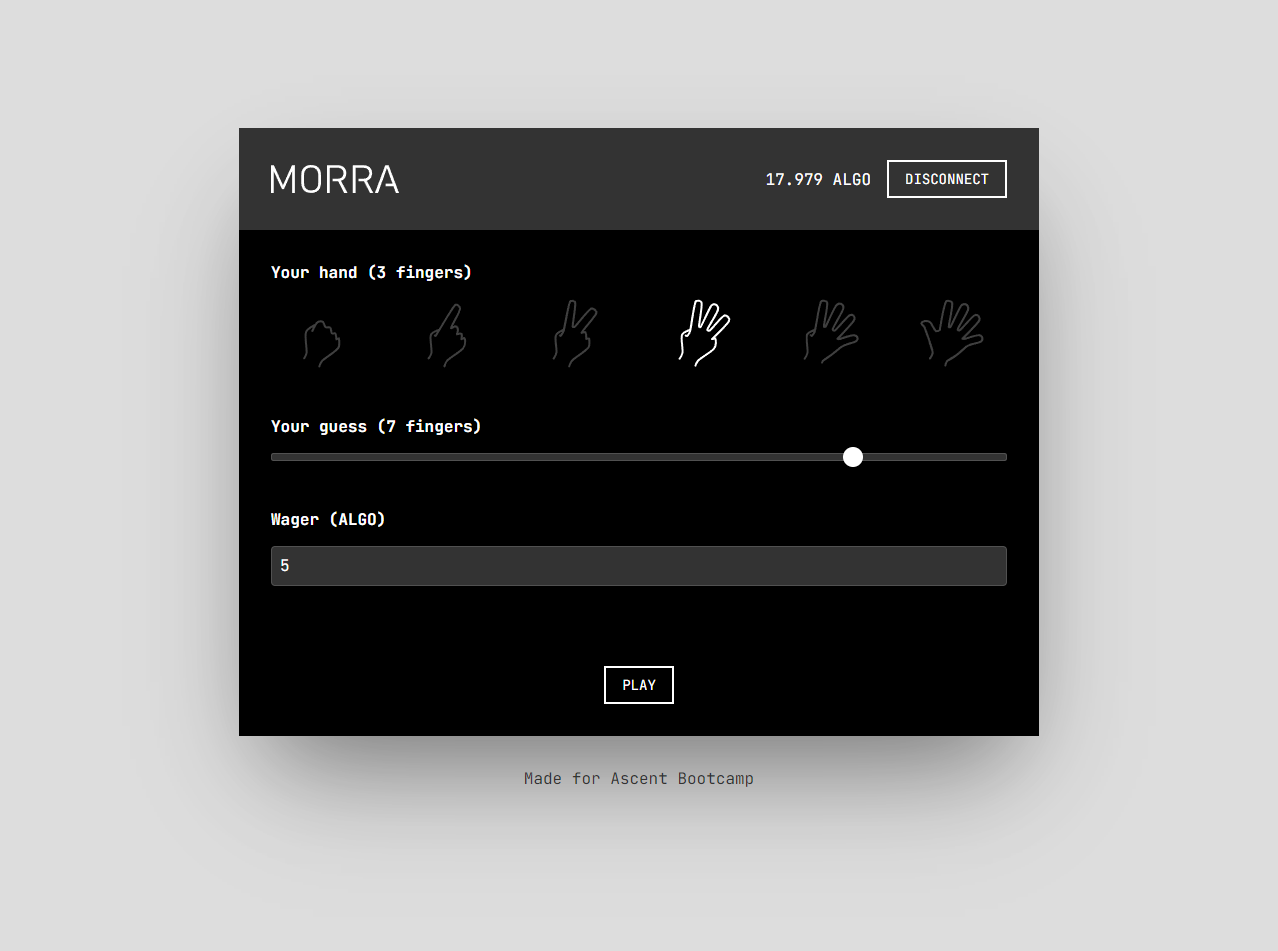 MORRA
17.979 ALGO
DISCONNECT
Your hand (3 fingers)
Your guess (7 fingers)
Wager (ALGO)
5
PLAY
Made for Ascent Bootcamp